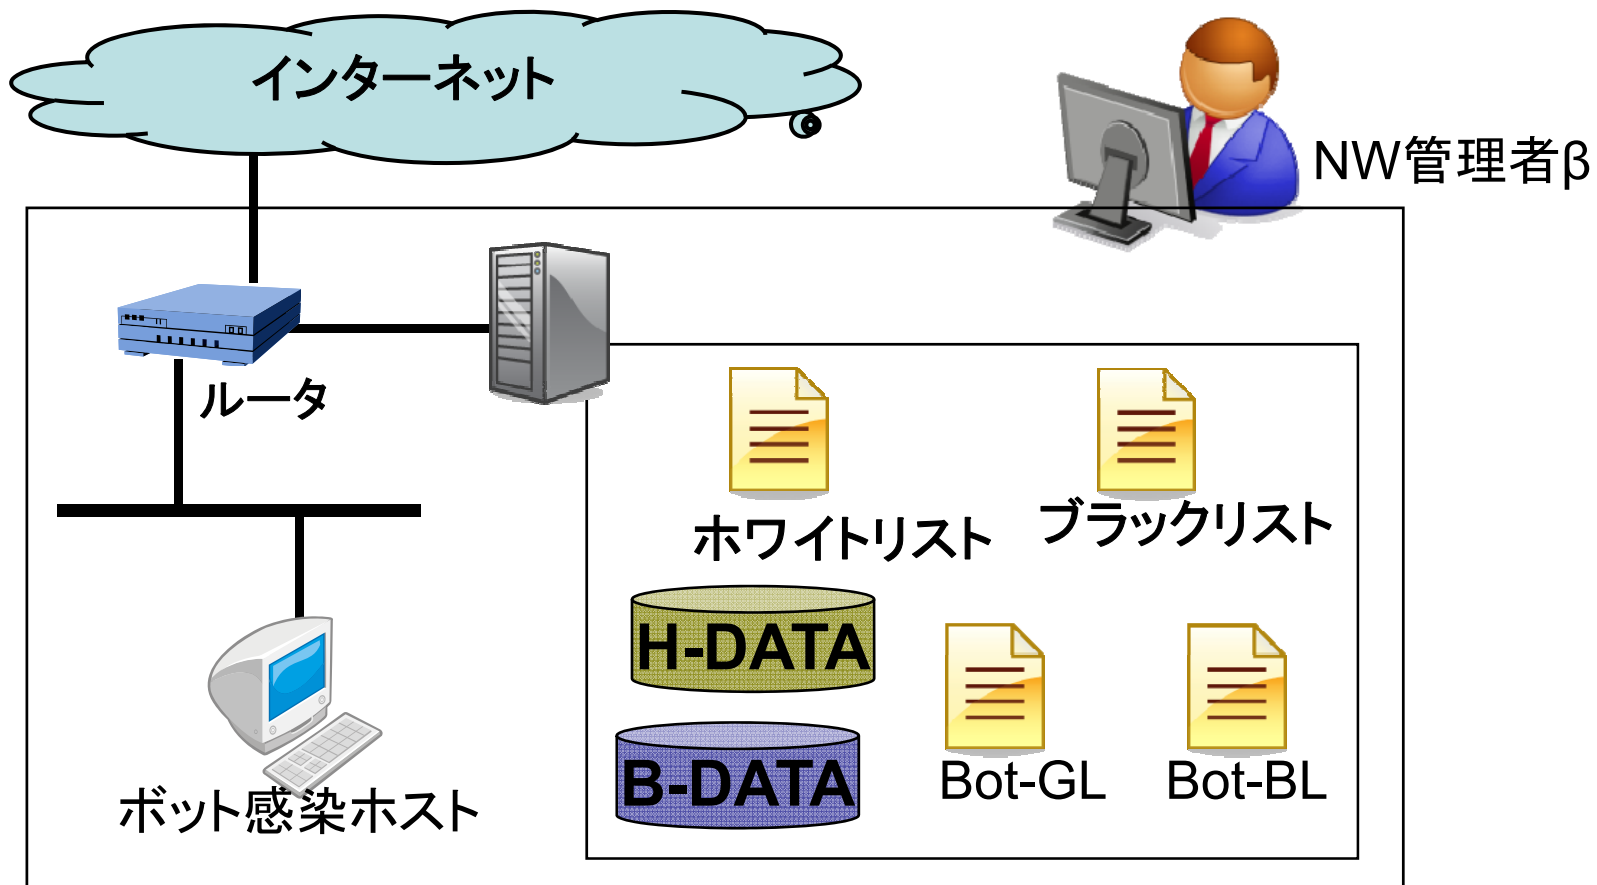 インターネット
NW管理者β
ルータ
ホワイトリスト
ブラックリスト
H-DATA
B-DATA
Bot-GL
Bot-BL
ボット感染ホスト